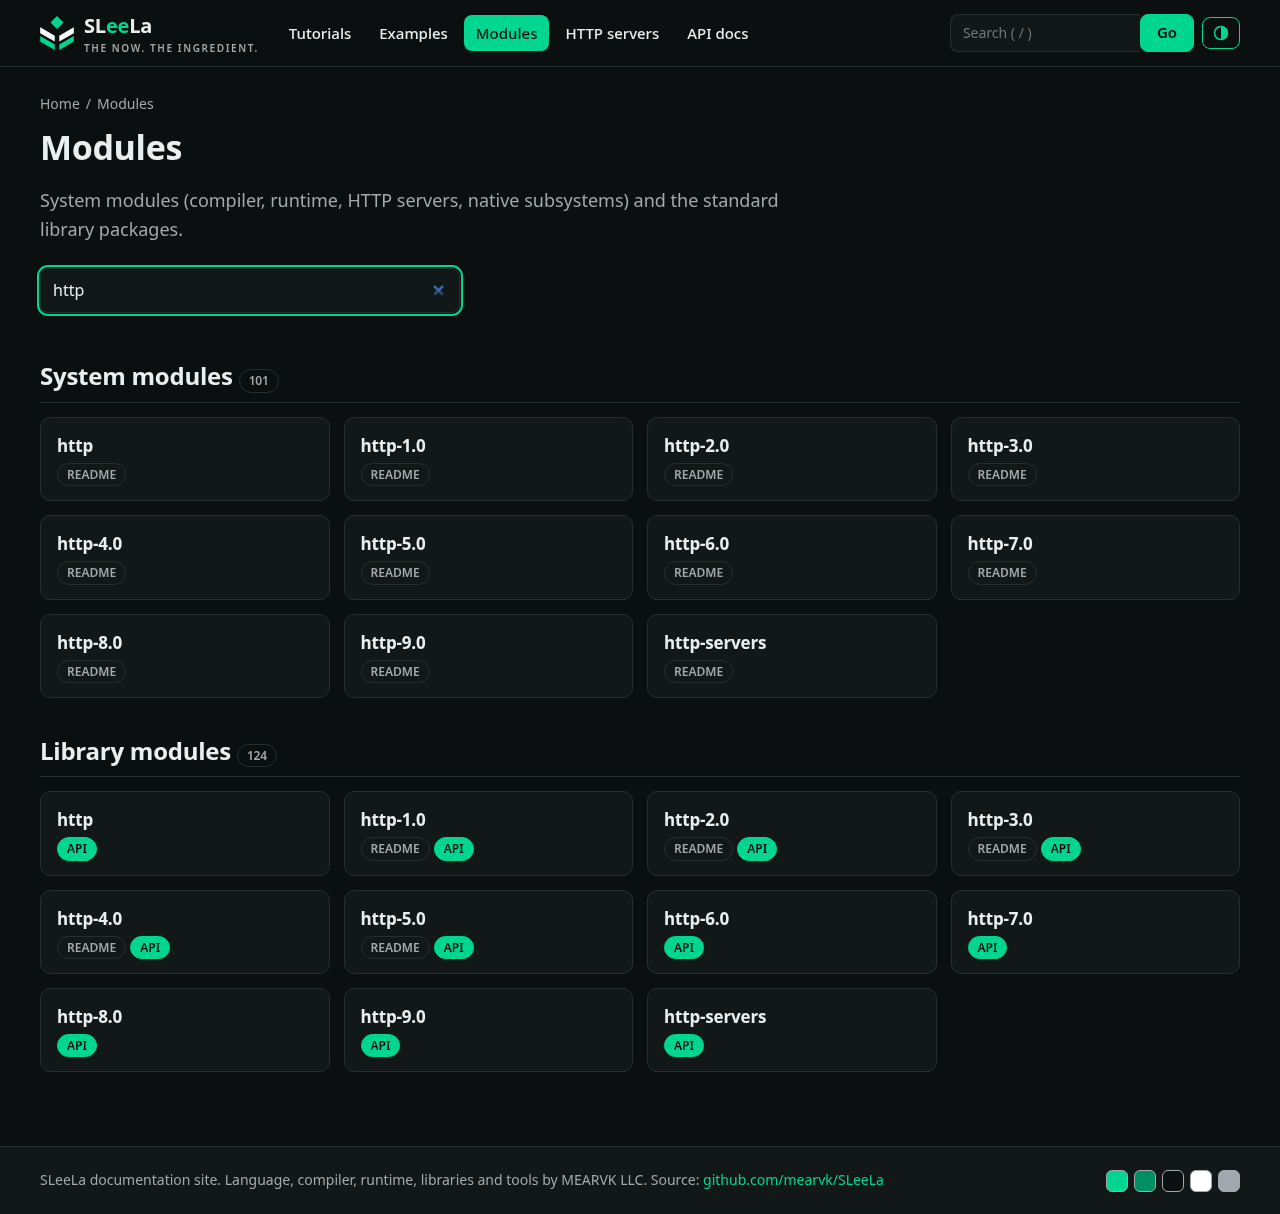 SLeeLa
THE NOW. THE INGREDIENT.
Tutorials
Examples
Modules
HTTP servers
API docs
Search ( / )
Go
Home / Modules
Modules
System modules (compiler, runtime, HTTP servers, native subsystems) and the standard
library packages.
http
System modules 101
http
README
http-1.0
README
http-2.0
README
http-3.0
README
http-4.0
README
http-5.0
README
http-6.0
README
http-7.0
README
http-8.0
README
http-9.0
README
http-servers
README
Library modules 124
http
API
http-1.0
README API
http-2.0
README API
http-3.0
README API
http-4.0
README API
http-5.0
README API
http-6.0
API
http-7.0
API
http-8.0
API
http-9.0
API
http-servers
API
SLeeLa documentation site. Language, compiler, runtime, libraries and tools by MEARVK LLC. Source: github.com/mearvk/SLeeLa